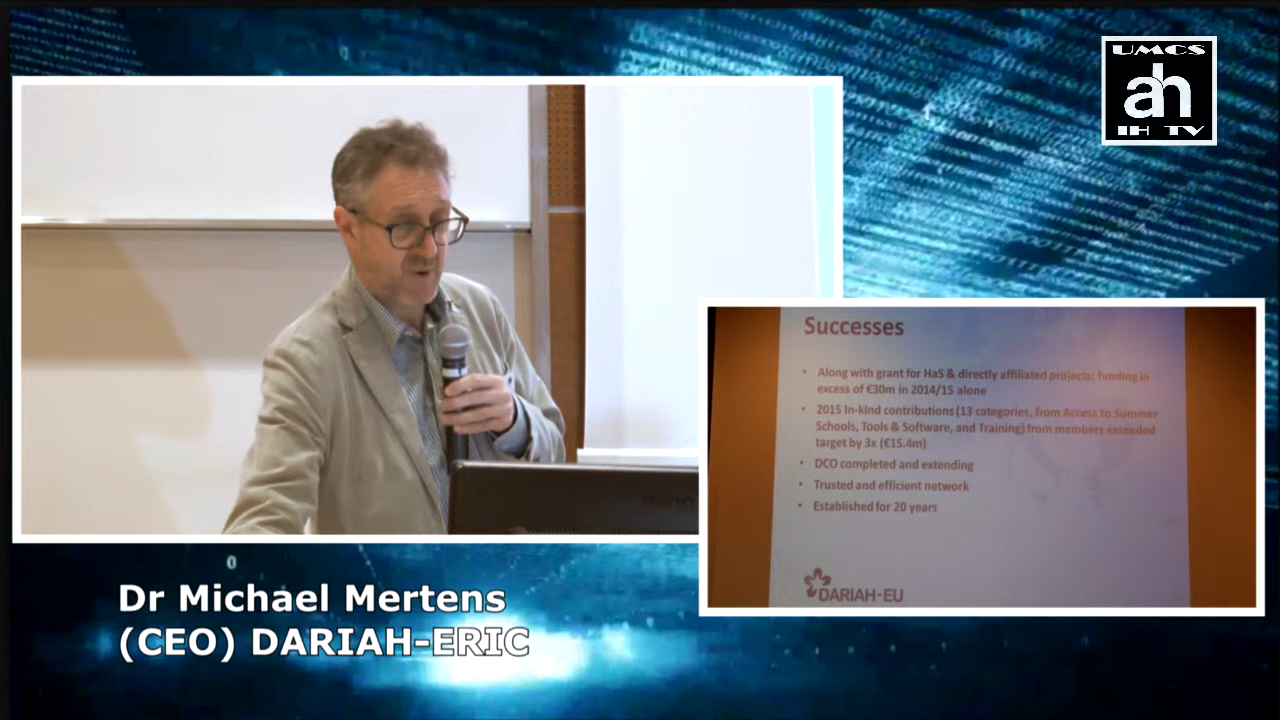 UMCS
ah
IH TV
Successes
• Along with grant for HaS & directly affiliated projects: funding in
excess of €30m in 2014/15 alone
• 2015 In-kind contributions (13 categories, from Access to Summer
Schools, Tools & Software, and Training) from members exceeded
target by 3x (€15.4m)
• DCO completed and extending
• Trusted and efficient network
• Established for 20 years
DARIAH-EU
Dr Michael Mertens
(CEO) DARIAH-ERIC